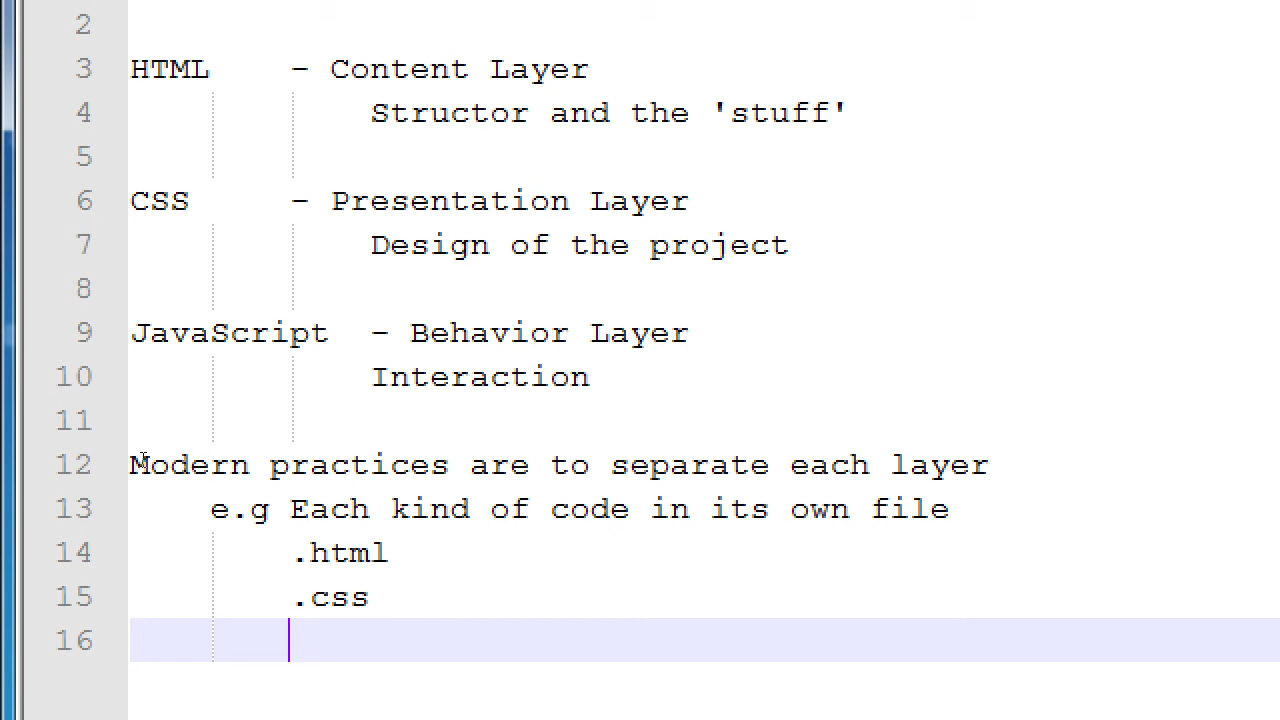 2
3 HTML - Content Layer
4 Structor and the 'stuff'
5
6 CSS - Presentation Layer
7 Design of the project
8
9 JavaScript - Behavior Layer
10 Interaction
11
12 Modern practices are to separate each layer
13 e.g Each kind of code in its own file
14 .html
15 .css
16